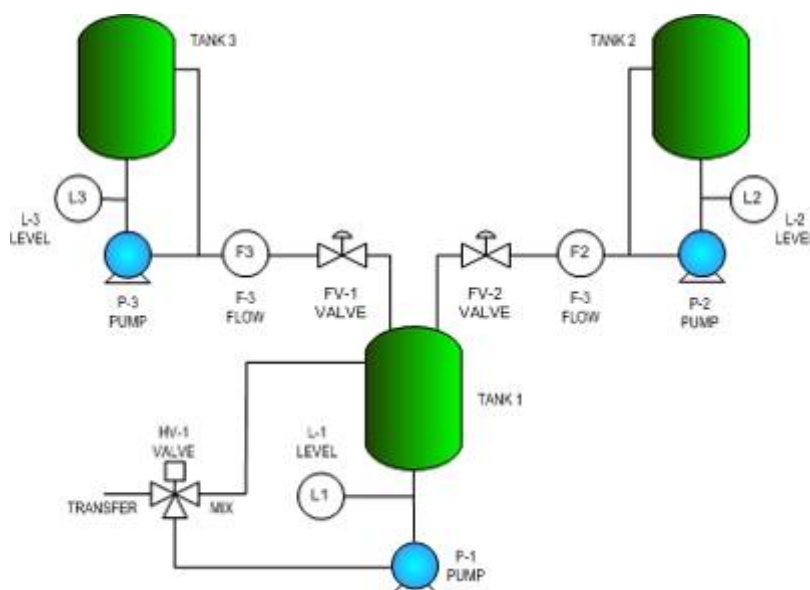 TANK 3
TANK 2
L3
L2
L-3
LEVEL
L-2
LEVEL
F3
F2
P-3
PUMP
F-3
FLOW
FV-1
VALVE
FV-2
VALVE
F-3
FLOW
P-2
PUMP
TANK 1
HV-1
VALVE
L-1
LEVEL
L1
TRANSFER
MIX
P-1
PUMP